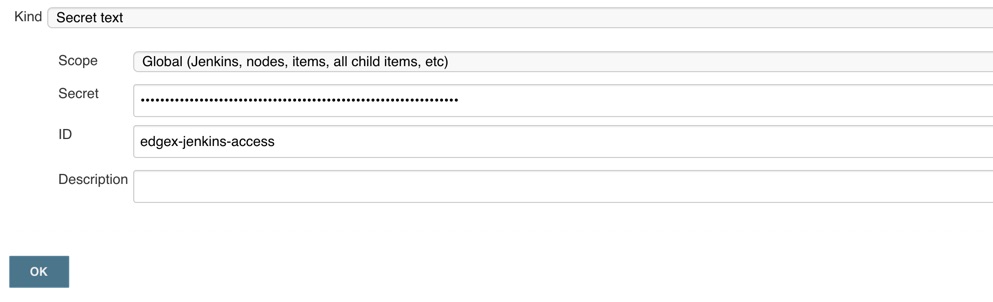 Kind Secret text
Scope Global (Jenkins, nodes, items, all child items, etc)
Secret ••••••••••••••••••••••••••••••••••••••••••••••••••••••••••••••••
ID edgex-jenkins-access
Description
OK